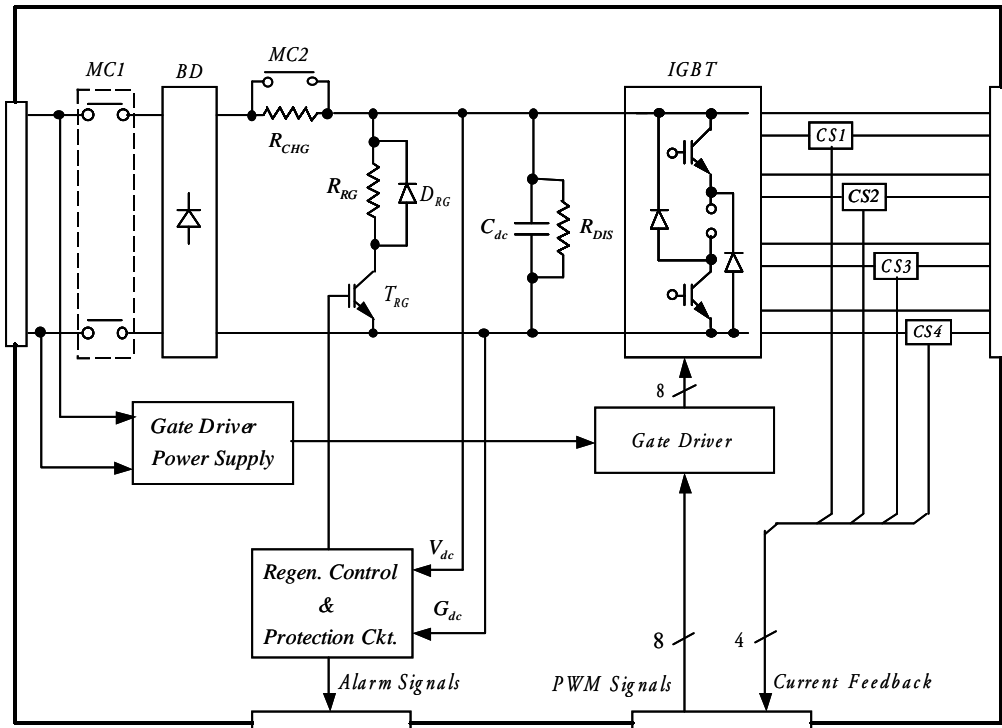 MC2
MC1
BD
IGBT
R_CHG
CS1
R_RG
D_RG
CS2
C_dc
R_DIS
CS3
T_RG
CS4
8
Gate Driver
Power Supply
Gate Driver
V_dc
Regen. Control
&
Protection Ckt.
G_dc
8
4
Alarm Signals
PWM Signals
Current Feedback